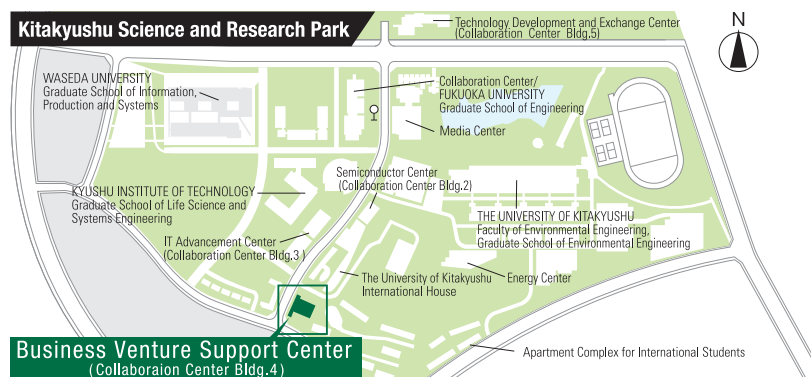 Kitakyushu Science and Research Park
Technology Development and Exchange Center
(Collaboration Center Bldg.5)
N
WASEDA UNIVERSITY
Graduate School of Information,
Production and Systems
Collaboration Center/
FUKUOKA UNIVERSITY
Graduate School of Engineering
Media Center
Semiconductor Center
(Collaboration Center Bldg.2)
KYUSHU INSTITUTE OF TECHNOLOGY
Graduate School of Life Science and
Systems Engineering
THE UNIVERSITY OF KITAKYUSHU
Faculty of Environmental Engineering,
Graduate School of Environmental Engineering
IT Advancement Center
(Collaboration Center Bldg.3 )
The University of Kitakyushu
International House
Energy Center
Business Venture Support Center
(Collaboraion Center Bldg.4)
Apartment Complex for International Students